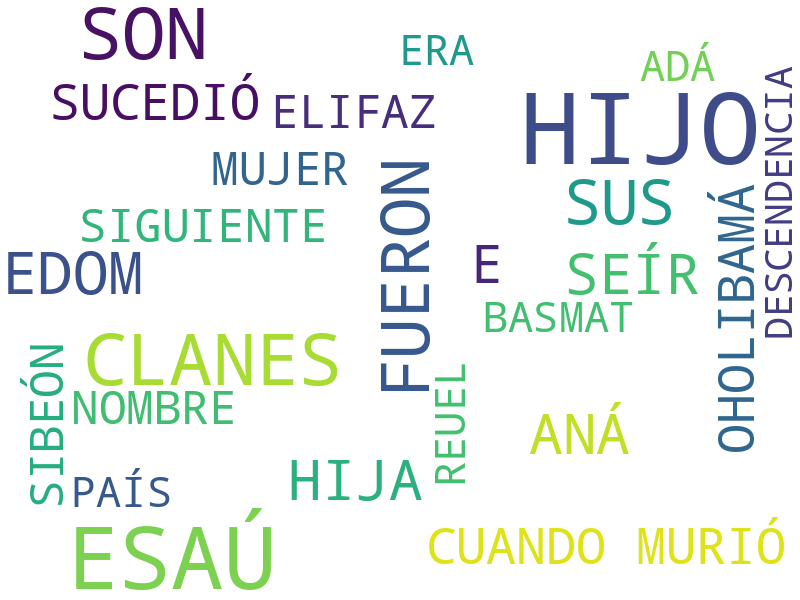 SON
ERA
ADÁ
SUCEDIÓ
ELIFAZ
HIJO
DESCENDENCIA
MUJER
FUERON
SUS
OHOLIBAMÁ
SIGUIENTE
EDOM
E
SEÍR
BASMAT
CLANES
SIBEÓN
NOMBRE
REUEL
ANÁ
HIJA
PAÍS
ESAÚ
CUANDO MURIÓ